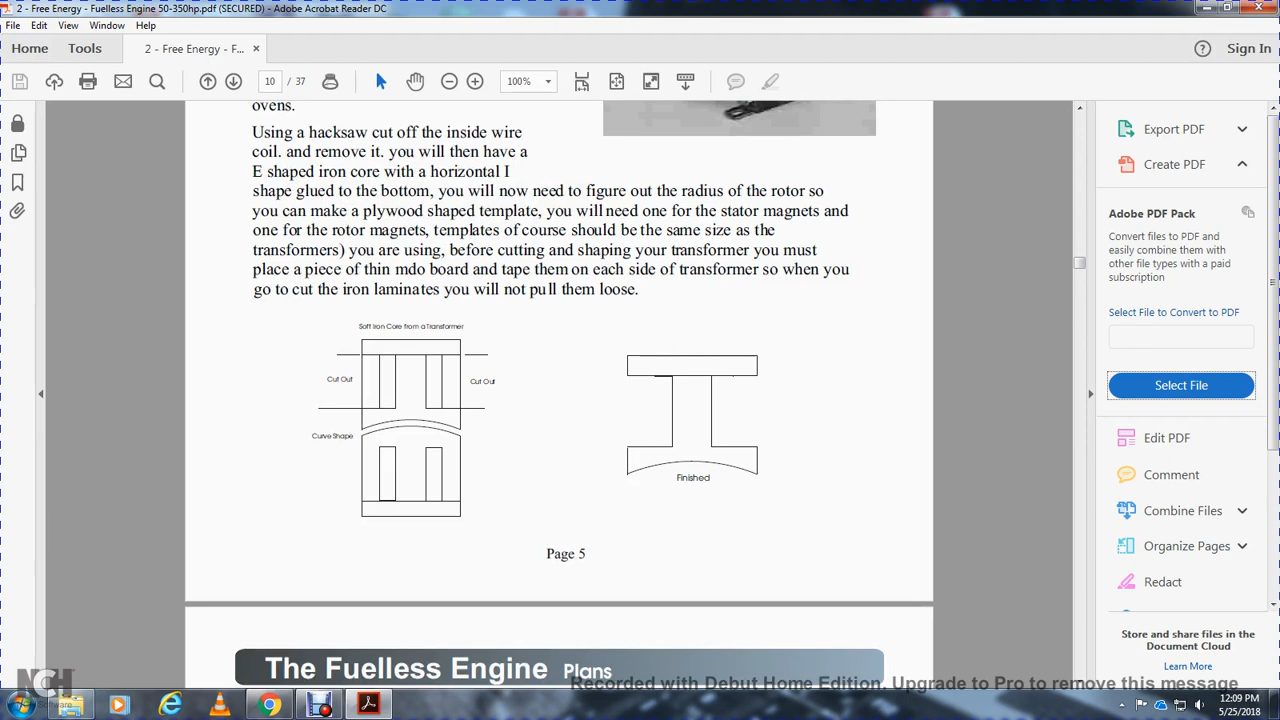 2 - Free Energy - Fuelless Engine 50-350hp.pdf (SECURED) - Adobe Acrobat Reader DC
File Edit View Window Help
Home Tools 2 - Free Energy - F... × Sign In
10 / 37 100%
ovens.
Using a hacksaw cut off the inside wire
coil. and remove it. you will then have a
E shaped iron core with a horizontal I
shape glued to the bottom, you will now need to figure out the radius of the rotor so
you can make a plywood shaped template, you will need one for the stator magnets and
one for the rotor magnets, templates of course should be the same size as the
transformers) you are using, before cutting and shaping your transformer you must
place a piece of thin mdo board and tape them on each side of transformer so when you
go to cut the iron laminates you will not pull them loose.
Soft Iron Core from a Transformer
Cut Out
Cut Out
Curve Shape
Finished
Page 5
The Fuelless Engine Plans
Export PDF
Create PDF
Adobe PDF Pack
Convert files to PDF and
easily combine them with
other file types with a paid
subscription
Select File to Convert to PDF
Select File
Edit PDF
Comment
Combine Files
Organize Pages
Redact
Store and share files in the
Document Cloud
Learn More
Recorded with Debut Home Edition. Upgrade to Pro to remove this message
NCH
Software
12:09 PM
5/25/2018